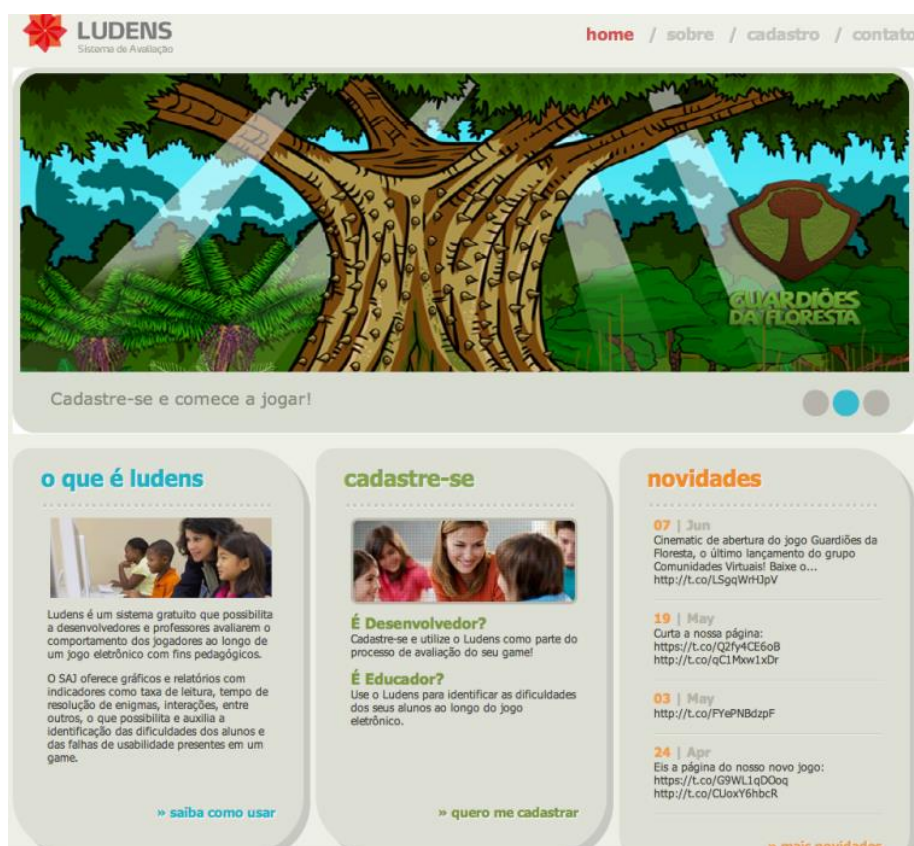 LUDENS
Sistema de Avaliação
home / sobre / cadastro / contato
GUARDIÕES
DA FLORESTA
Cadastre-se e comece a jogar!
o que é ludens
Ludens é um sistema gratuito que possibilita
a desenvolvedores e professores avaliarem o
comportamento dos jogadores ao longo de
um jogo eletrônico com fins pedagógicos.
O SAJ oferece gráficos e relatórios com
indicadores como taxa de leitura, tempo de
resolução de enigmas, interações, entre
outros, o que possibilita e auxilia a
identificação das dificuldades dos alunos e
das falhas de usabilidade presentes em um
game.
» saiba como usar
cadastre-se
É Desenvolvedor?
Cadastre-se e utilize o Ludens como parte do
processo de avaliação do seu game!
É Educador?
Use o Ludens para identificar as dificuldades
dos seus alunos ao longo do jogo
eletrônico.
» quero me cadastrar
novidades
07 | Jun
Cinematic de abertura do jogo Guardiões da
Floresta, o último lançamento do grupo
Comunidades Virtuais! Baixe o...
http://t.co/LSgqWrHJpV
19 | May
Curta a nossa página:
https://t.co/Q2fy4CE6oB
http://t.co/qC1Mxw1xDr
03 | May
http://t.co/FYePNBdzpF
24 | Apr
Eis a página do nosso novo jogo:
https://t.co/G9WL1qDOoq
http://t.co/CUoxY6hbcR
» mais novidades